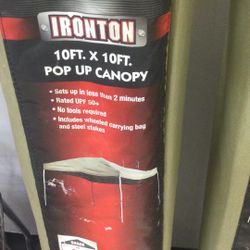 IRONTON
10FT. X 10FT.
POP UP CANOPY
• Sets up in less than 2 minutes
• Rated UPF 50+
• No tools required
• Includes wheeled carrying bag
and steel stakes